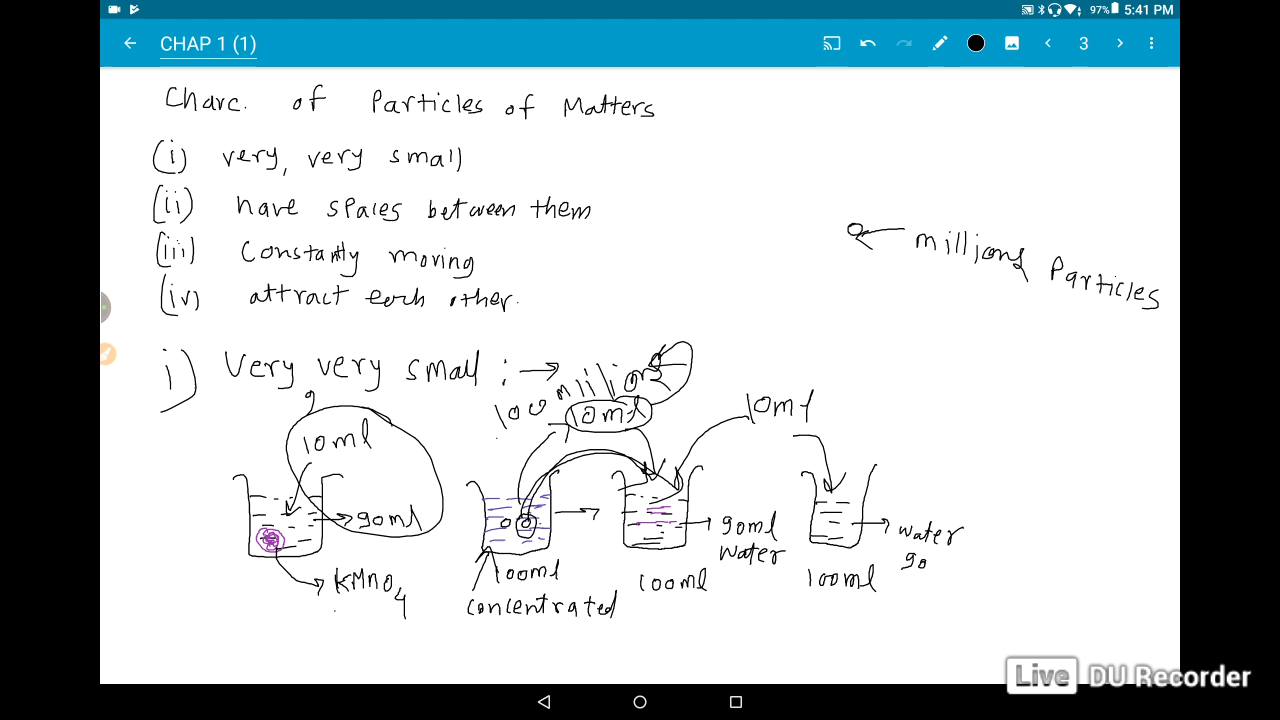 97% 5:41 PM
CHAP 1 (1)
3
Charc. of Particles of Matters
(i) very, very small
(ii) have spaces between them
(iii) Constantly moving
(iv) attract each other.
millions Particles
i) Very very small :→
100 millions
10ml
10ml
10ml
90ml
KMnO4
100ml
concentrated
90ml
water
100ml
water
90
100ml
Live DU Recorder